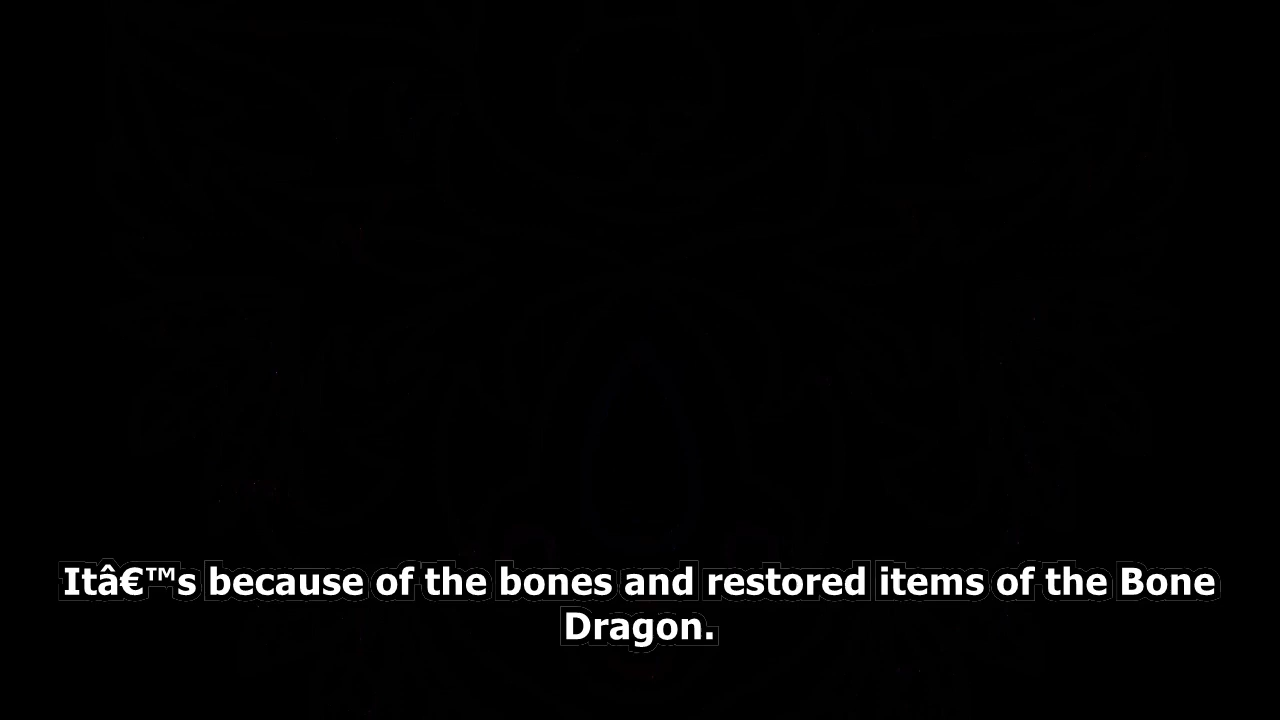 Itâ€™s because of the bones and restored items of the Bone
Dragon.